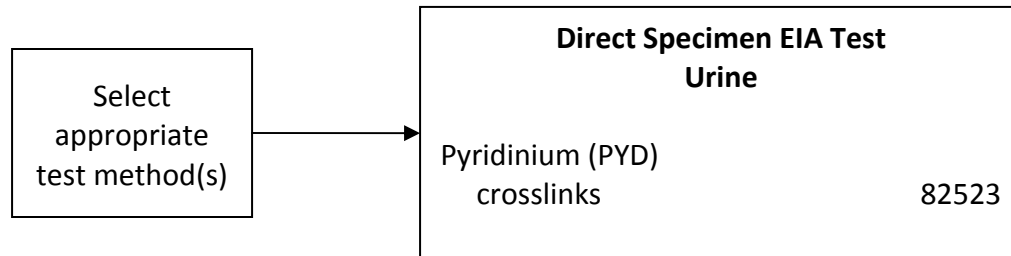 Select
appropriate
test method(s)
Direct Specimen EIA Test
Urine
Pyridinium (PYD)
crosslinks 82523